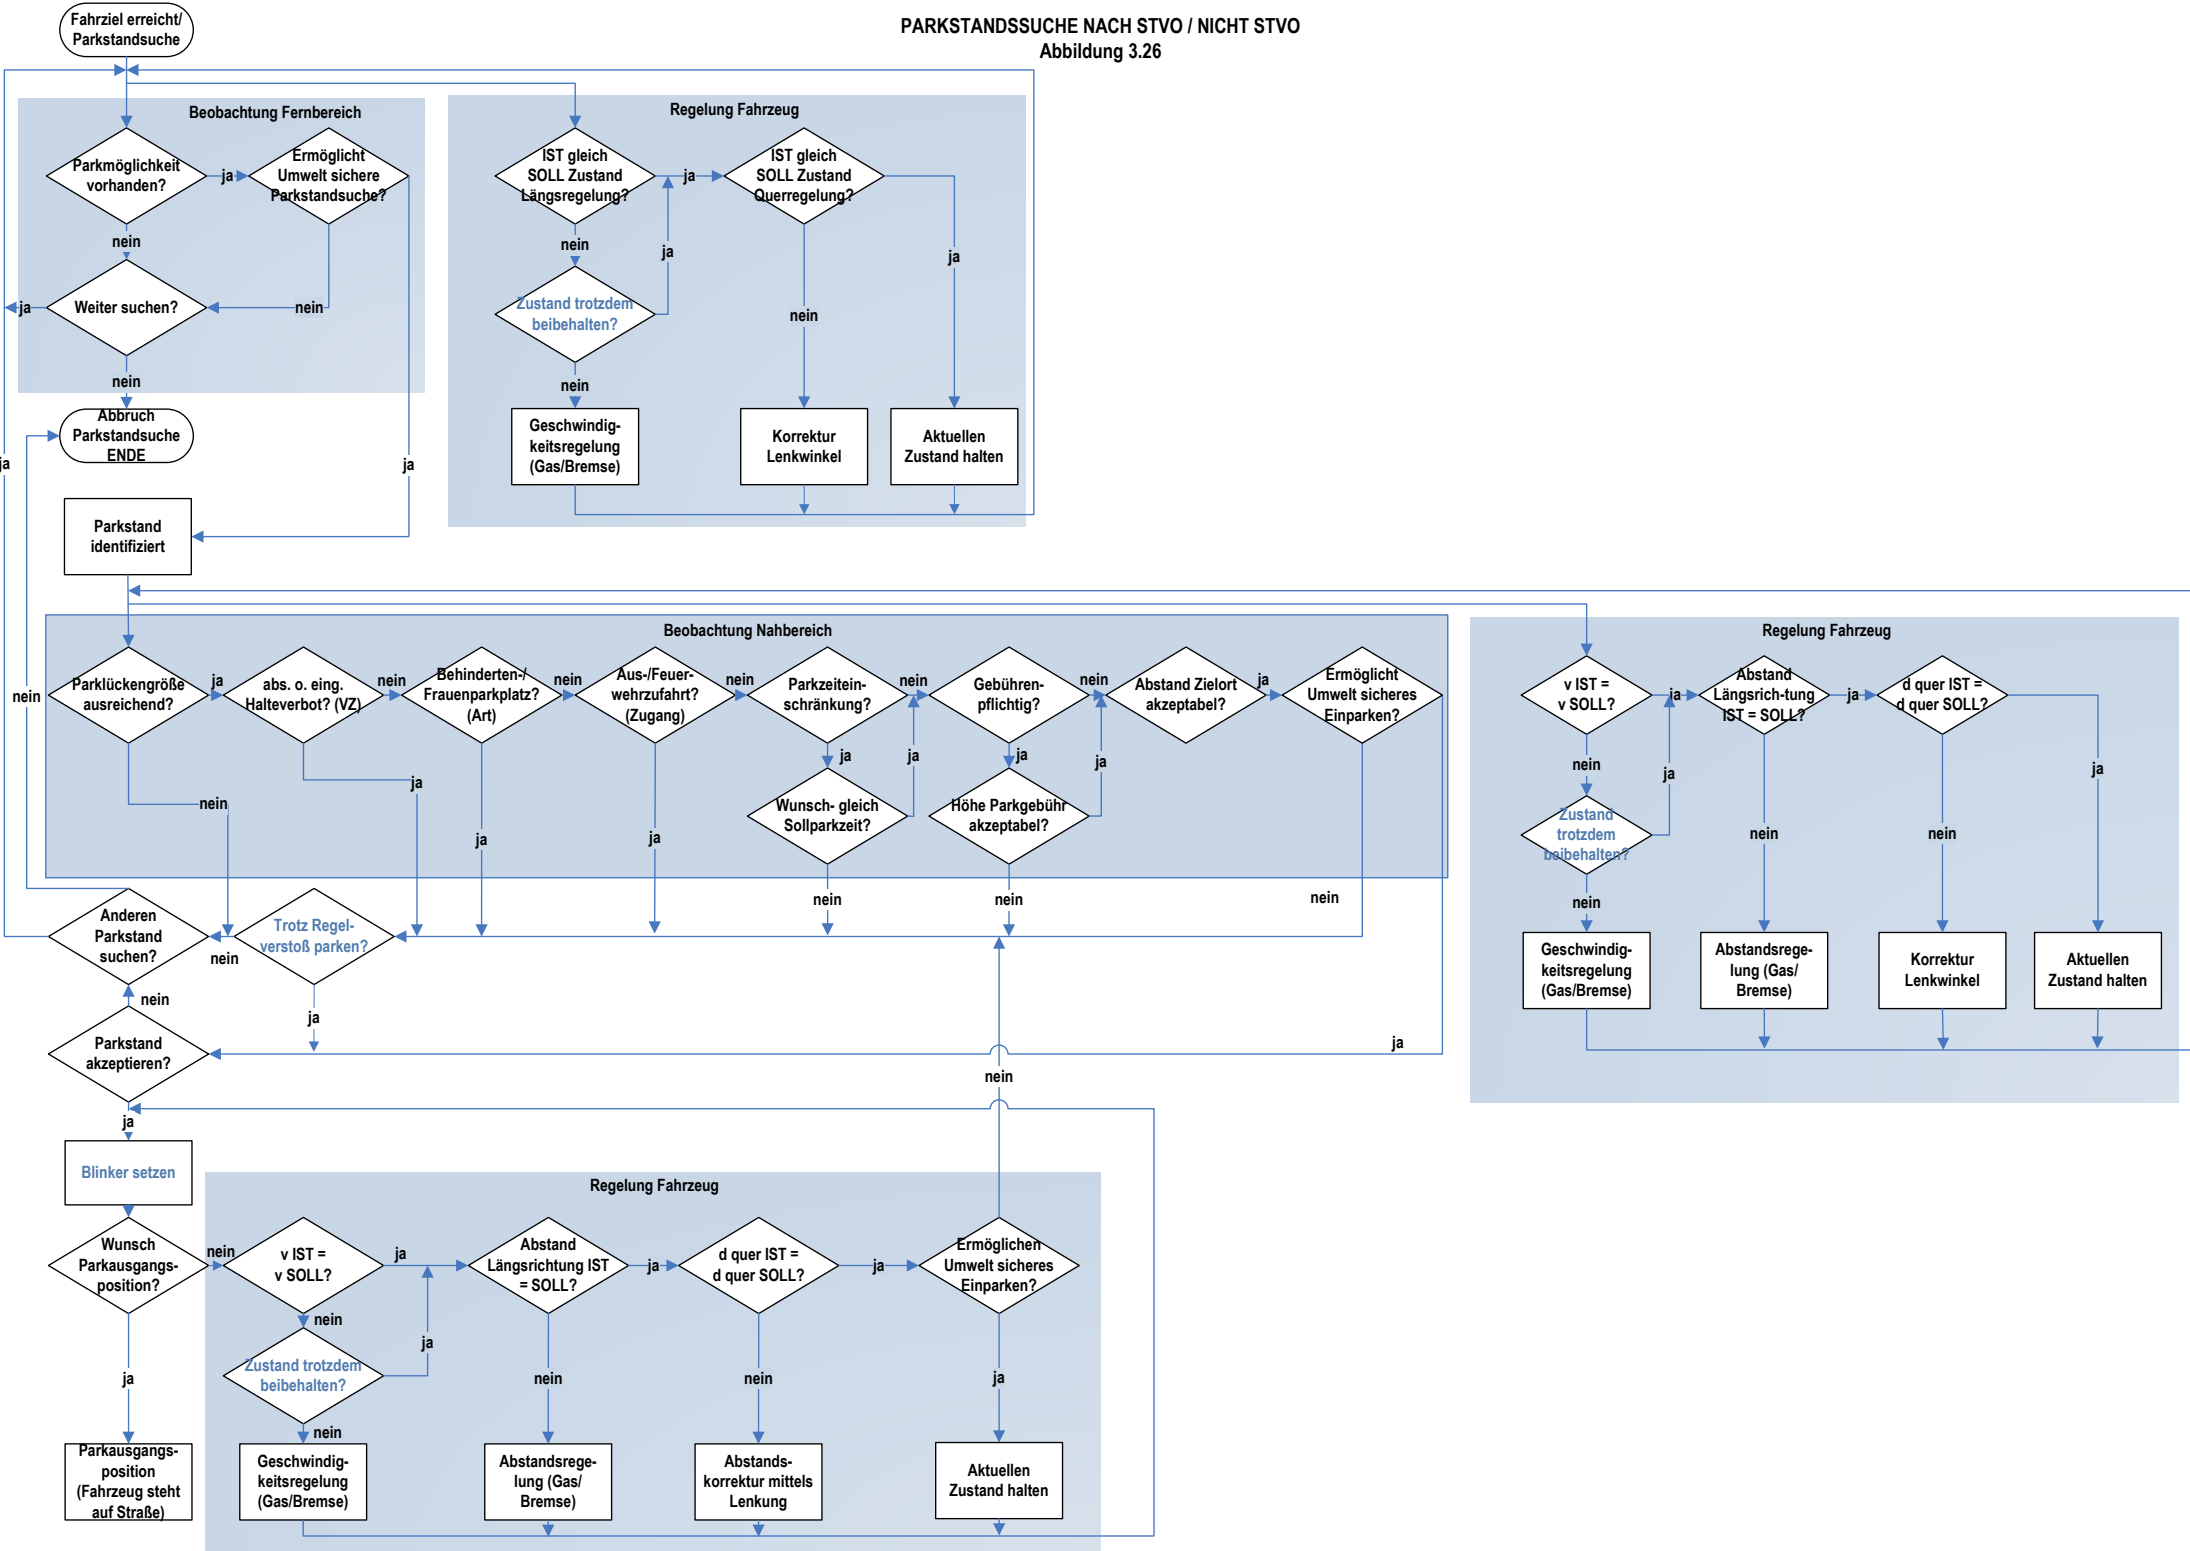 PARKSTANDSSUCHE NACH STVO / NICHT STVO
Abbildung 3.26
Fahrziel erreicht/
Parkstandsuche
Beobachtung Fernbereich
Parkmöglichkeit
vorhanden?
ja
Ermöglicht
Umwelt sichere
Parkstandsuche?
nein
Weiter suchen?
nein
ja
nein
ja
ja
Abbruch
Parkstandsuche
ENDE
Parkstand
identifiziert
Regelung Fahrzeug
IST gleich
SOLL Zustand
Längsregelung?
ja
IST gleich
SOLL Zustand
Querregelung?
nein
ja
Zustand trotzdem
beibehalten?
nein
nein
ja
Geschwindig-
keitsregelung
(Gas/Bremse)
Korrektur
Lenkwinkel
Aktuellen
Zustand halten
Beobachtung Nahbereich
Parklückengröße
ausreichend?
ja
abs. o. eing.
Halteverbot? (VZ)
nein
Behinderten-/
Frauenparkplatz?
(Art)
nein
Aus-/Feuer-
wehrzufahrt?
(Zugang)
nein
Parkzeitein-
schränkung?
nein
Gebühren-
pflichtig?
nein
Abstand Zielort
akzeptabel?
ja
Ermöglicht
Umwelt sicheres
Einparken?
nein
nein
ja
ja
ja
ja
ja
ja
ja
Wunsch- gleich
Sollparkzeit?
Höhe Parkgebühr
akzeptabel?
nein
nein
nein
Anderen
Parkstand
suchen?
nein
Trotz Regel-
verstoß parken?
nein
ja
Parkstand
akzeptieren?
ja
nein
ja
Blinker setzen
Regelung Fahrzeug
v IST =
v SOLL?
ja
Abstand
Längsrich-tung
IST = SOLL?
ja
d quer IST =
d quer SOLL?
nein
ja
Zustand
trotzdem
beibehalten?
nein
nein
nein
ja
Geschwindig-
keitsregelung
(Gas/Bremse)
Abstandsrege-
lung (Gas/
Bremse)
Korrektur
Lenkwinkel
Aktuellen
Zustand halten
Regelung Fahrzeug
Wunsch
Parkausgangs-
position?
nein
v IST =
v SOLL?
ja
Abstand
Längsrichtung IST
= SOLL?
ja
d quer IST =
d quer SOLL?
ja
Ermöglichen
Umwelt sicheres
Einparken?
nein
ja
Zustand trotzdem
beibehalten?
ja
nein
nein
nein
ja
Parkausgangs-
position
(Fahrzeug steht
auf Straße)
Geschwindig-
keitsregelung
(Gas/Bremse)
Abstandsrege-
lung (Gas/
Bremse)
Abstands-
korrektur mittels
Lenkung
Aktuellen
Zustand halten